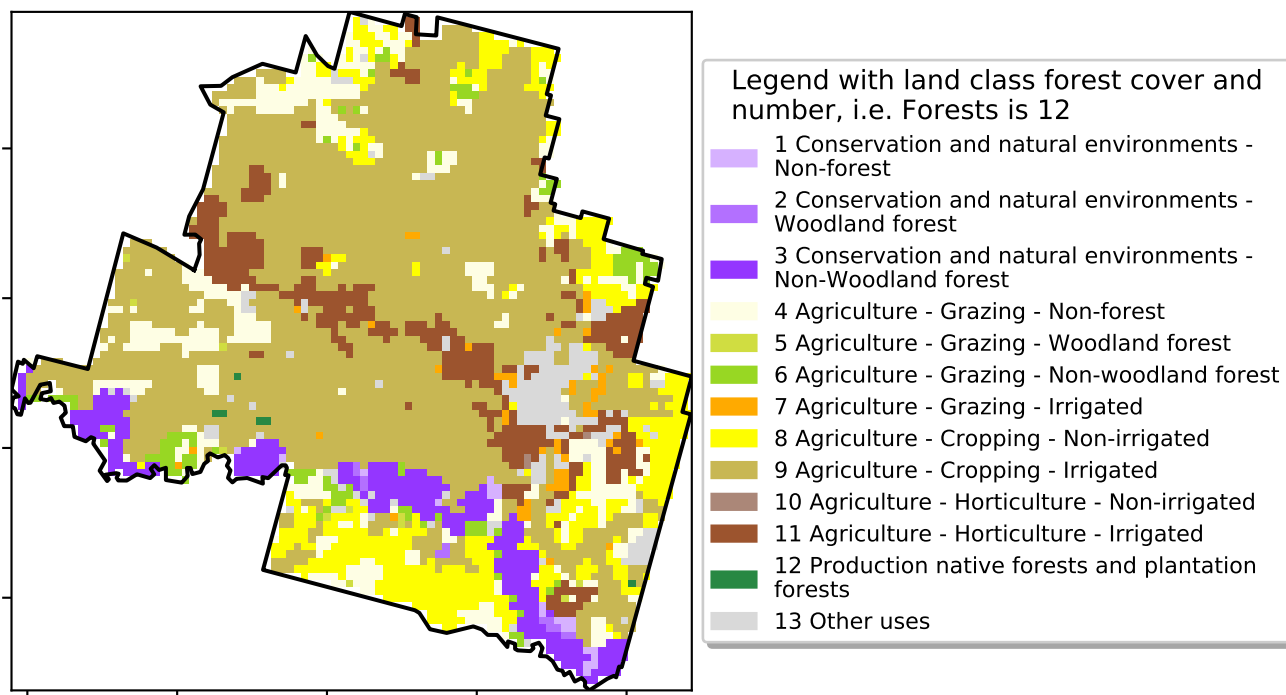 Legend with land class forest cover and
number, i.e. Forests is 12
1 Conservation and natural environments -
Non-forest
2 Conservation and natural environments -
Woodland forest
3 Conservation and natural environments -
Non-Woodland forest
4 Agriculture - Grazing - Non-forest
5 Agriculture - Grazing - Woodland forest
6 Agriculture - Grazing - Non-woodland forest
7 Agriculture - Grazing - Irrigated
8 Agriculture - Cropping - Non-irrigated
9 Agriculture - Cropping - Irrigated
10 Agriculture - Horticulture - Non-irrigated
11 Agriculture - Horticulture - Irrigated
12 Production native forests and plantation
forests
13 Other uses